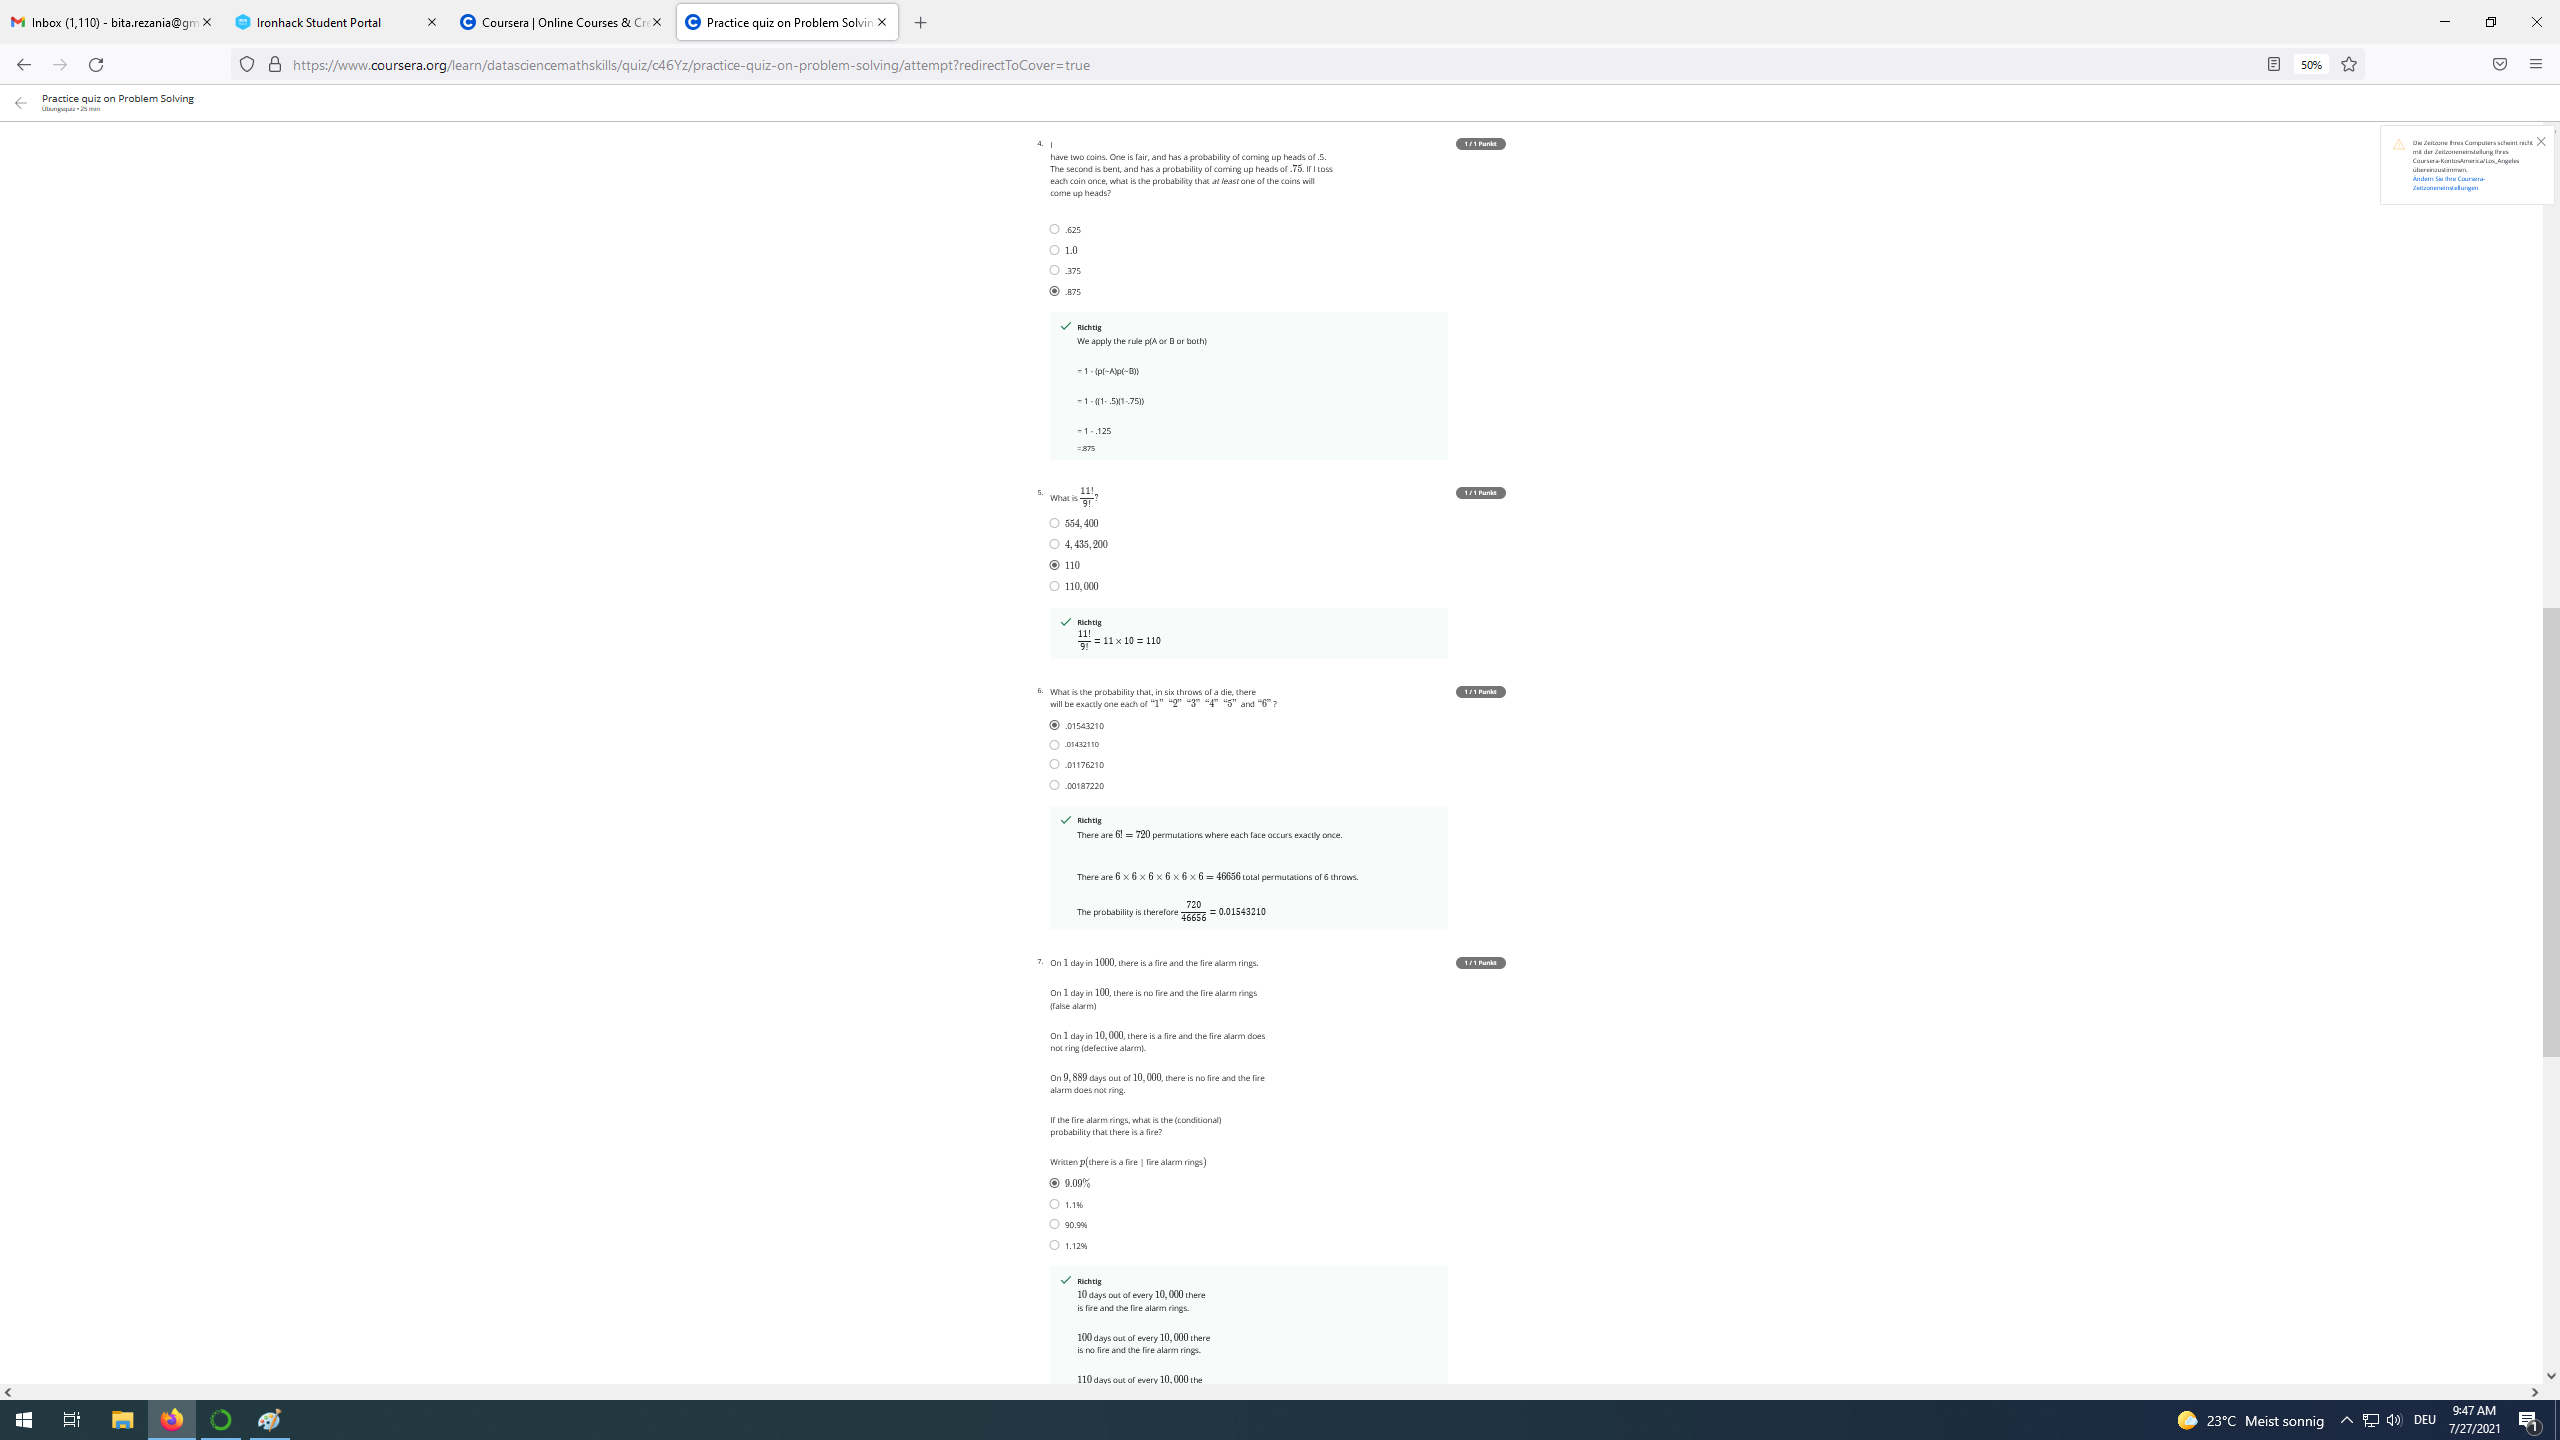 Inbox (1,110) - bita.rezania@gm
Ironhack Student Portal
Coursera | Online Courses & Cre
Practice quiz on Problem Solvin
https://www.coursera.org/learn/datasciencemathskills/quiz/c46Yz/practice-quiz-on-problem-solving/attempt?redirectToCover=true
50%
Practice quiz on Problem Solving
Übungsquiz • 25 min
Die Zeitzone Ihres Computers scheint nicht
mit der Zeitzoneneinstellung Ihres
Coursera-KontosAmerica/Los_Angeles
übereinzustimmen.
Ändern Sie Ihre Coursera-
Zeitzoneneinstellungen
4. I
1 / 1 Punkt
have two coins. One is fair, and has a probability of coming up heads of .5.
The second is bent, and has a probability of coming up heads of .75. If I toss
each coin once, what is the probability that at least one of the coins will
come up heads?
.625
1.0
.375
.875
Richtig
We apply the rule p(A or B or both)
= 1 - (p(~A)p(~B))
= 1 - ((1- .5)(1-.75))
= 1 - .125
=.875
5. What is 11!/9!?
1 / 1 Punkt
554,400
4,435,200
110
110,000
Richtig
11!/9! = 11 × 10 = 110
6. What is the probability that, in six throws of a die, there
1 / 1 Punkt
will be exactly one each of “1” “2” “3” “4” “5” and “6” ?
.01543210
.01432110
.01176210
.00187220
Richtig
There are 6! = 720 permutations where each face occurs exactly once.
There are 6 × 6 × 6 × 6 × 6 × 6 = 46656 total permutations of 6 throws.
The probability is therefore 720/46656 = 0.01543210
7. On 1 day in 1000, there is a fire and the fire alarm rings.
1 / 1 Punkt
On 1 day in 100, there is no fire and the fire alarm rings
(false alarm)
On 1 day in 10,000, there is a fire and the fire alarm does
not ring (defective alarm).
On 9,889 days out of 10,000, there is no fire and the fire
alarm does not ring.
If the fire alarm rings, what is the (conditional)
probability that there is a fire?
Written p(there is a fire | fire alarm rings)
9.09%
1.1%
90.9%
1.12%
Richtig
10 days out of every 10,000 there
is fire and the fire alarm rings.
100 days out of every 10,000 there
is no fire and the fire alarm rings.
110 days out of every 10,000 the
23°C Meist sonnig
DEU
9:47 AM
7/27/2021
1